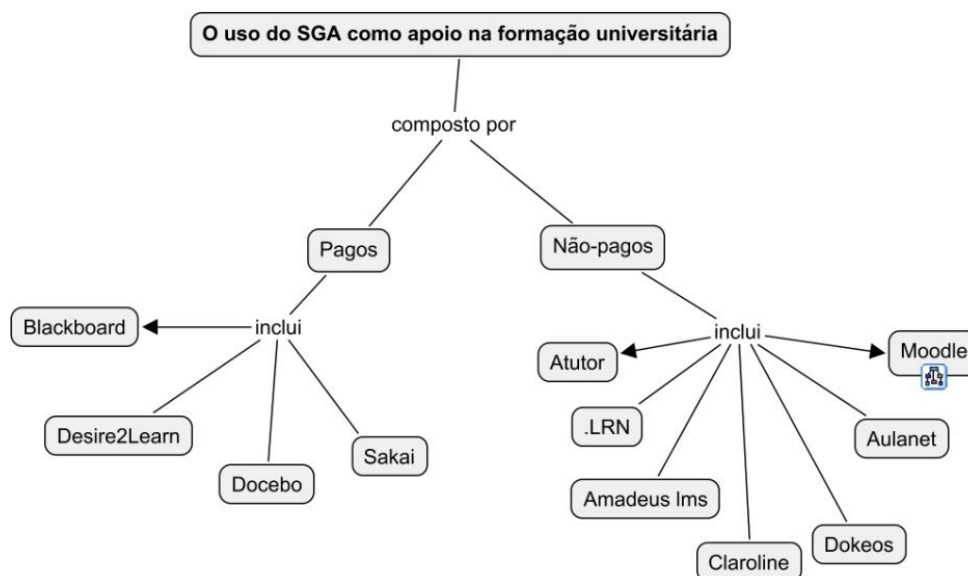 O uso do SGA como apoio na formação universitária
composto por
Pagos
Não-pagos
inclui
Blackboard
Desire2Learn
Docebo
Sakai
inclui
Atutor
.LRN
Amadeus lms
Claroline
Dokeos
Aulanet
Moodle